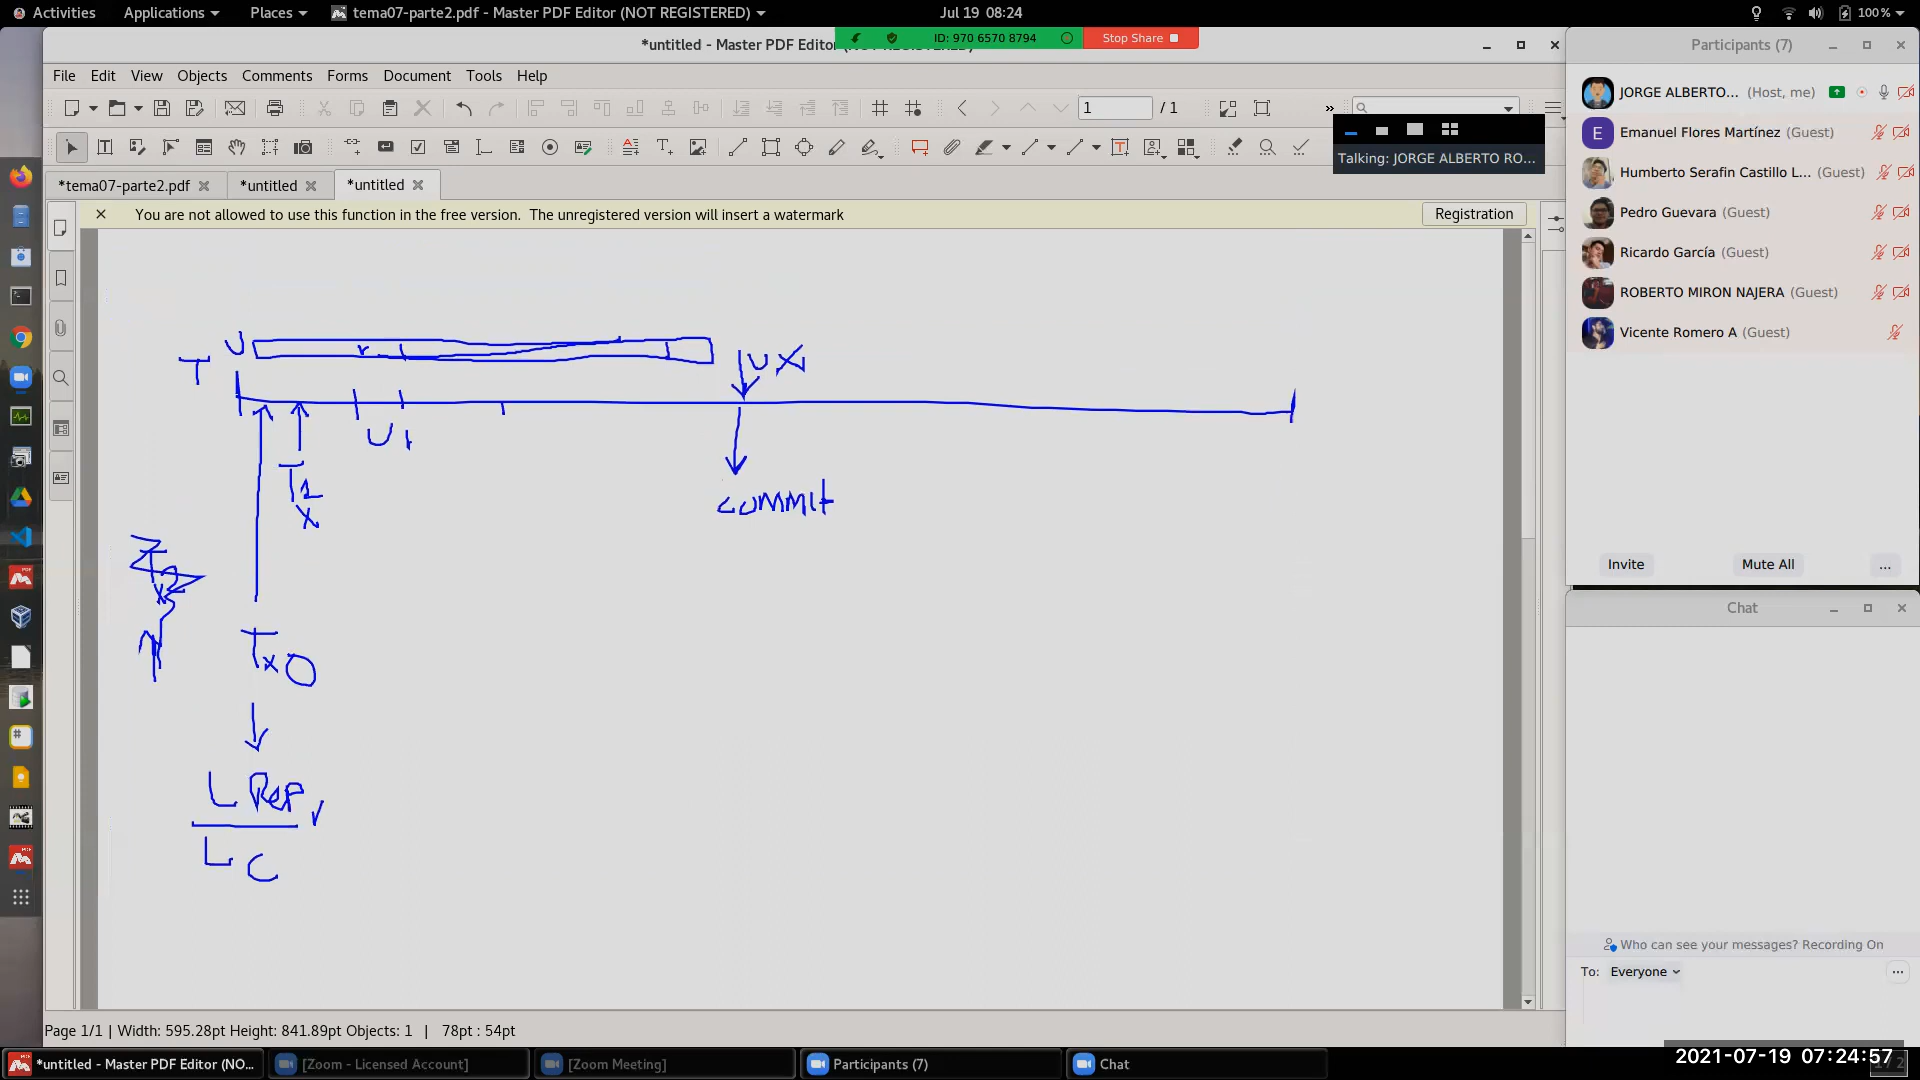 Activities
Applications
Places
tema07-parte2.pdf - Master PDF Editor (NOT REGISTERED)
Jul 19 08:24
100%
*untitled - Master PDF Editor
ID: 970 6570 8794
Stop Share
File Edit View Objects Comments Forms Document Tools Help
1 / 1
Talking: JORGE ALBERTO RO...
*tema07-parte2.pdf
*untitled
*untitled
You are not allowed to use this function in the free version. The unregistered version will insert a watermark
Registration
U
T
r
UX
U1
T1
X
commit
Tx0
L Rep
L C
Page 1/1 | Width: 595.28pt Height: 841.89pt Objects: 1 | 78pt : 54pt
Participants (7)
JORGE ALBERTO... (Host, me)
E
Emanuel Flores Martínez (Guest)
Humberto Serafin Castillo L... (Guest)
Pedro Guevara (Guest)
Ricardo García (Guest)
ROBERTO MIRON NAJERA (Guest)
Vicente Romero A (Guest)
Invite
Mute All
...
Chat
Who can see your messages? Recording On
To: Everyone
*untitled - Master PDF Editor (NO...
[Zoom - Licensed Account]
[Zoom Meeting]
Participants (7)
Chat
2021-07-19 07:24:57
1 / 2